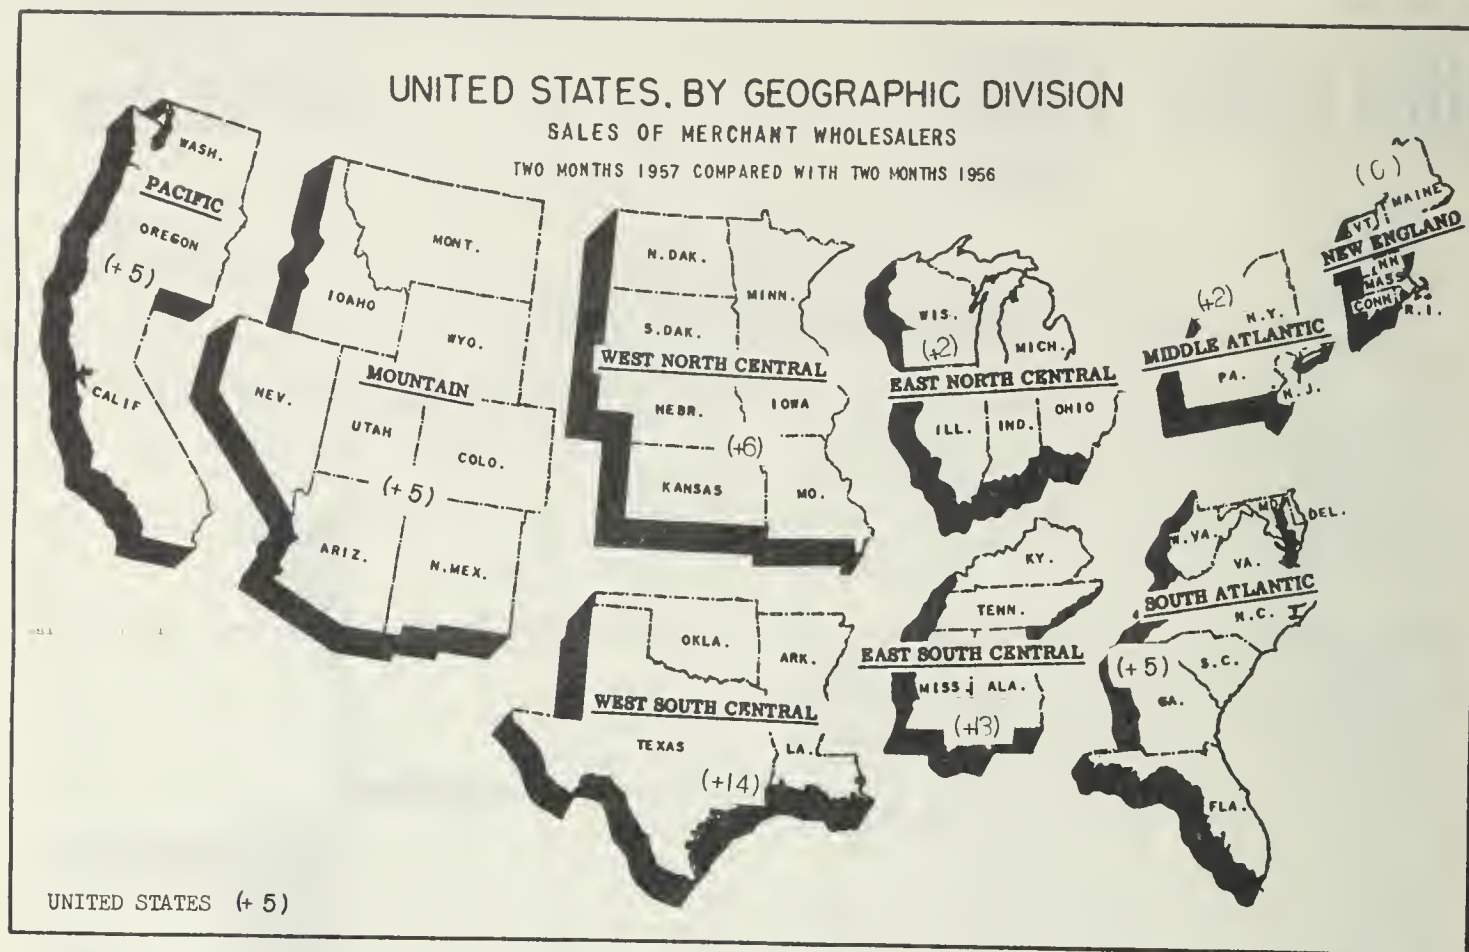 UNITED STATES, BY GEOGRAPHIC DIVISION
SALES OF MERCHANT WHOLESALERS
TWO MONTHS 1957 COMPARED WITH TWO MONTHS 1956
WASH.
PACIFIC
OREGON
(+ 5)
CALIF
MONT.
IDAHO
WYO.
MOUNTAIN
NEV.
UTAH
COLO.
(+ 5)
ARIZ.
N.MEX.
N.DAK.
MINN.
S.DAK.
WEST NORTH CENTRAL
NEBR.
IOWA
(+6)
KANSAS
MO.
WIS.
(+2)
MICH.
EAST NORTH CENTRAL
ILL.
IND.
OHIO
(+2)
N.Y.
MIDDLE ATLANTIC
PA.
N.J.
MAINE
VT.
NEW ENGLAND
MASS
CONN
R.I.
OKLA.
ARK.
WEST SOUTH CENTRAL
TEXAS
LA.
(+14)
KY.
TENN.
EAST SOUTH CENTRAL
MISS
ALA.
(+13)
MD.
DEL.
W.VA.
VA.
SOUTH ATLANTIC
N.C.
(+ 5)
S.C.
GA.
FLA.
UNITED STATES (+ 5)